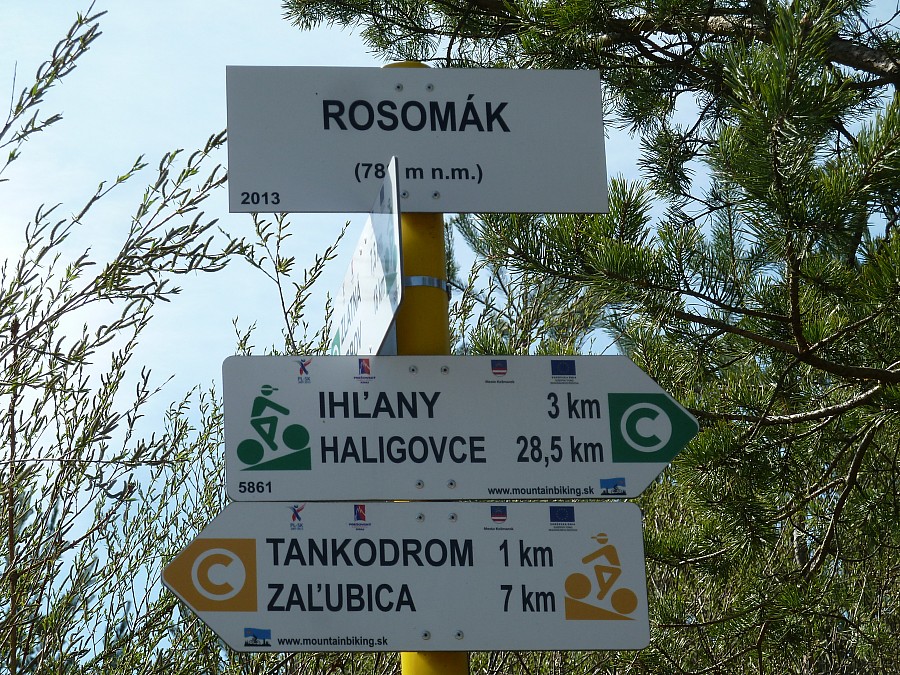 ROSOMÁK
m n.m.)
2013
IHĽANY 3 km
HALIGOVCE 28,5 km
C
5861
www.mountainbiking.sk
TANKODROM 1 km
ZAĽUBICA 7 km
C
www.mountainbiking.sk